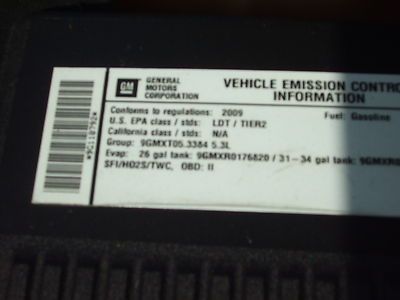 GM
GENERAL MOTORS CORPORATION
VEHICLE EMISSION CONTRO
INFORMATION
Conforms to regulations: 2009 Fuel: Gasoline
U.S. EPA class / stds: LDT / TIER2
California class / stds: N/A
Group: 9GMXT05.3384 5.3L
Evap: 26 gal tank: 9GMXR0176820 / 31-34 gal tank: 9GMXR0
SFI/HO2S/TWC, OBD: II